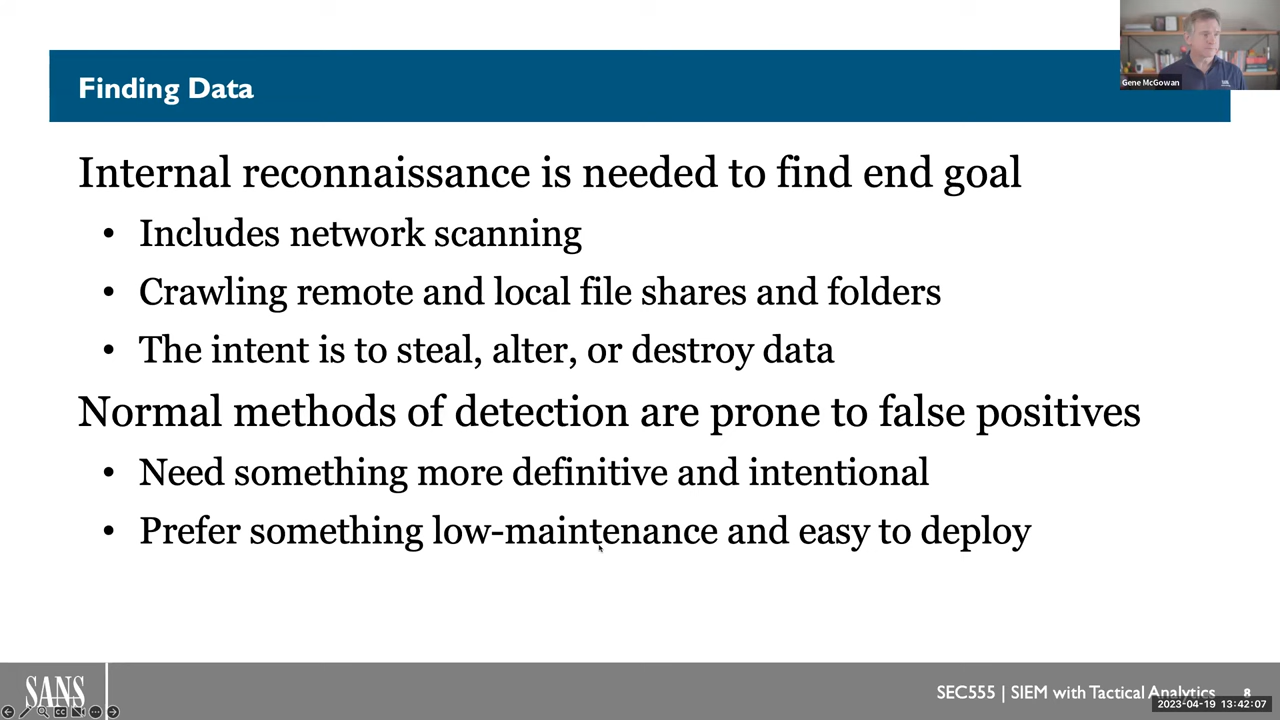 Finding Data
Gene McGowan
Internal reconnaissance is needed to find end goal
• Includes network scanning
• Crawling remote and local file shares and folders
• The intent is to steal, alter, or destroy data
Normal methods of detection are prone to false positives
• Need something more definitive and intentional
• Prefer something low-maintenance and easy to deploy
SANS
SEC555 | SIEM with Tactical Analytics 8
2023-04-19 13:42:07